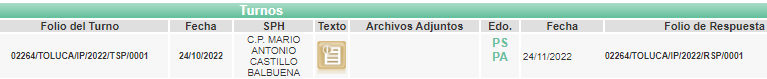 Turnos
Folio del Turno Fecha SPH Texto Archivos Adjuntos Edo. Fecha Folio de Respuesta
02264/TOLUCA/IP/2022/TSP/0001 24/10/2022 C.P. MARIO ANTONIO CASTILLO BALBUENA PS PA 24/11/2022 02264/TOLUCA/IP/2022/RSP/0001